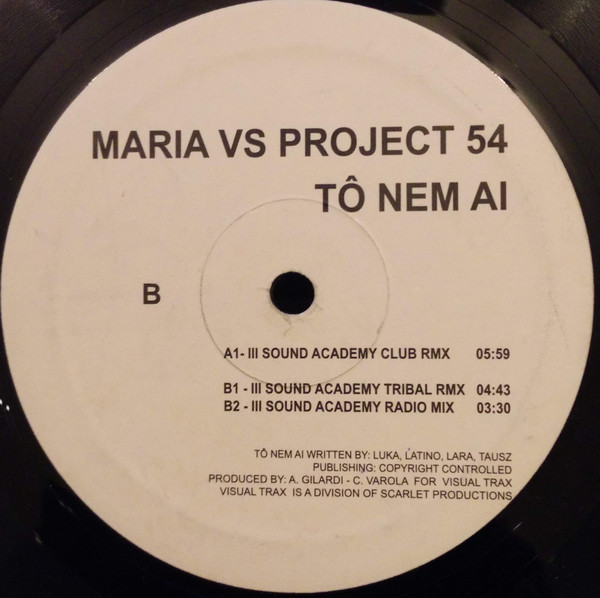 MARIA VS PROJECT 54
TÔ NEM AI
B
A1- III SOUND ACADEMY CLUB RMX 05:59
B1 - III SOUND ACADEMY TRIBAL RMX 04:43
B2 - III SOUND ACADEMY RADIO MIX 03:30
TÔ NEM AI WRITTEN BY: LUKA, LATINO, LARA, TAUSZ
PUBLISHING: COPYRIGHT CONTROLLED
PRODUCED BY: A. GILARDI - C. VAROLA FOR VISUAL TRAX
VISUAL TRAX IS A DIVISION OF SCARLET PRODUCTIONS